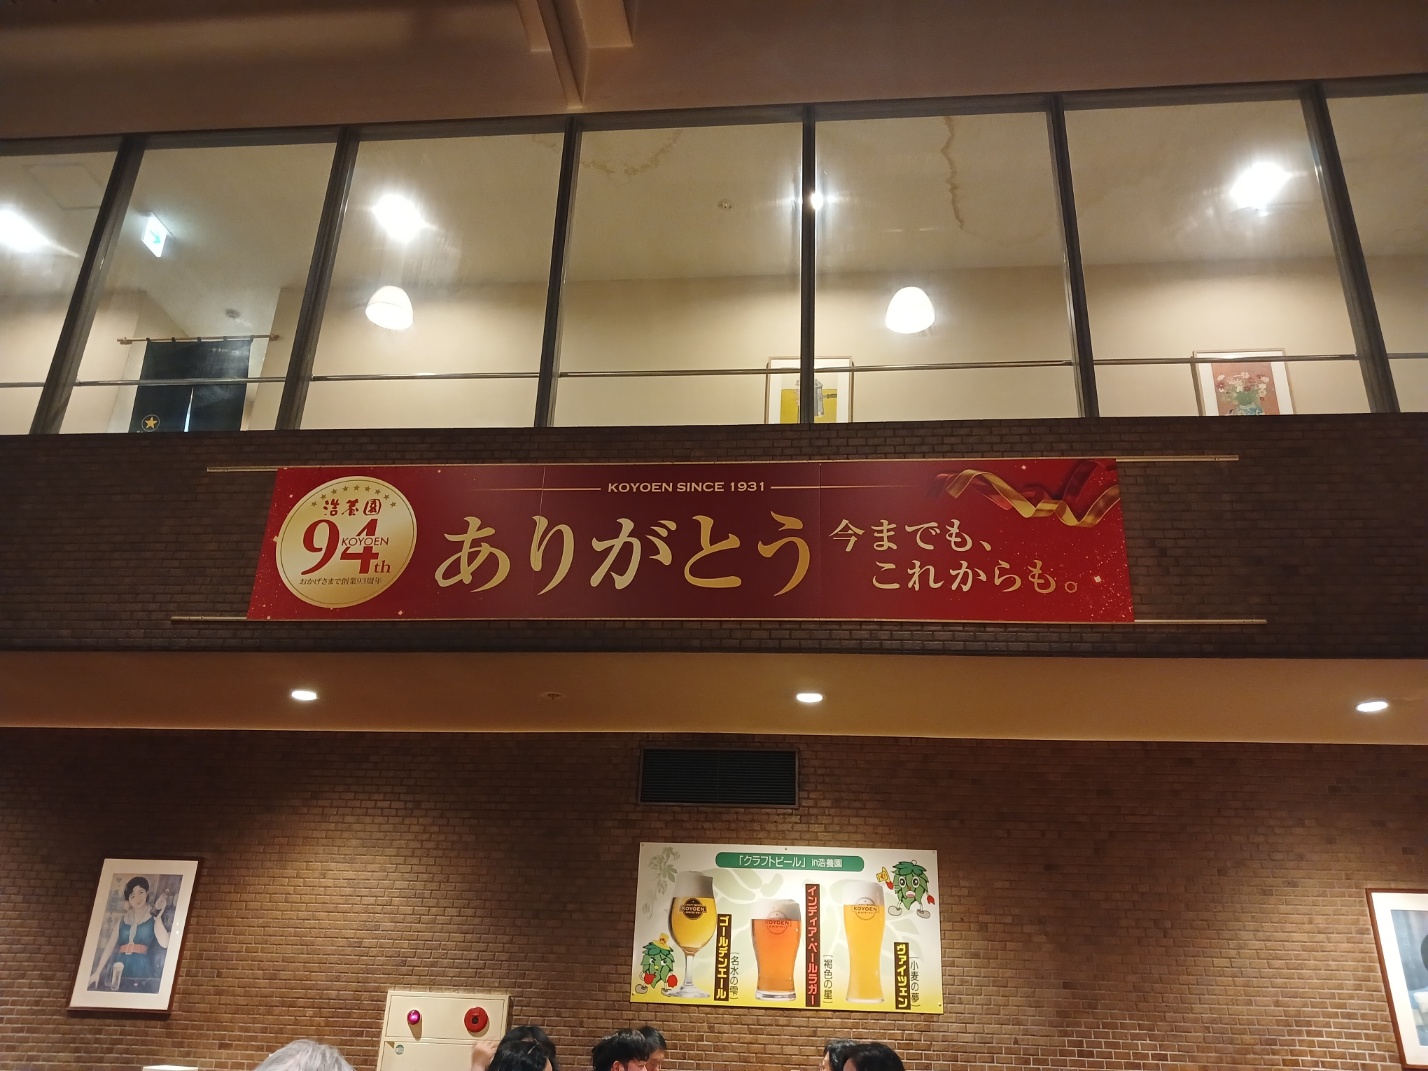 KOYOEN SINCE 1931
浩養園
94th
KOYOEN
おかげさまで創業93周年
ありがとう
今までも、
これからも。
「クラフトビール」in浩養園
KOYOEN
ゴールデンエール
〔名水の雫〕
KOYOEN
インディア・ペールラガー
〔褐色の星〕
KOYOEN
ヴァイツェン
〔小麦の夢〕